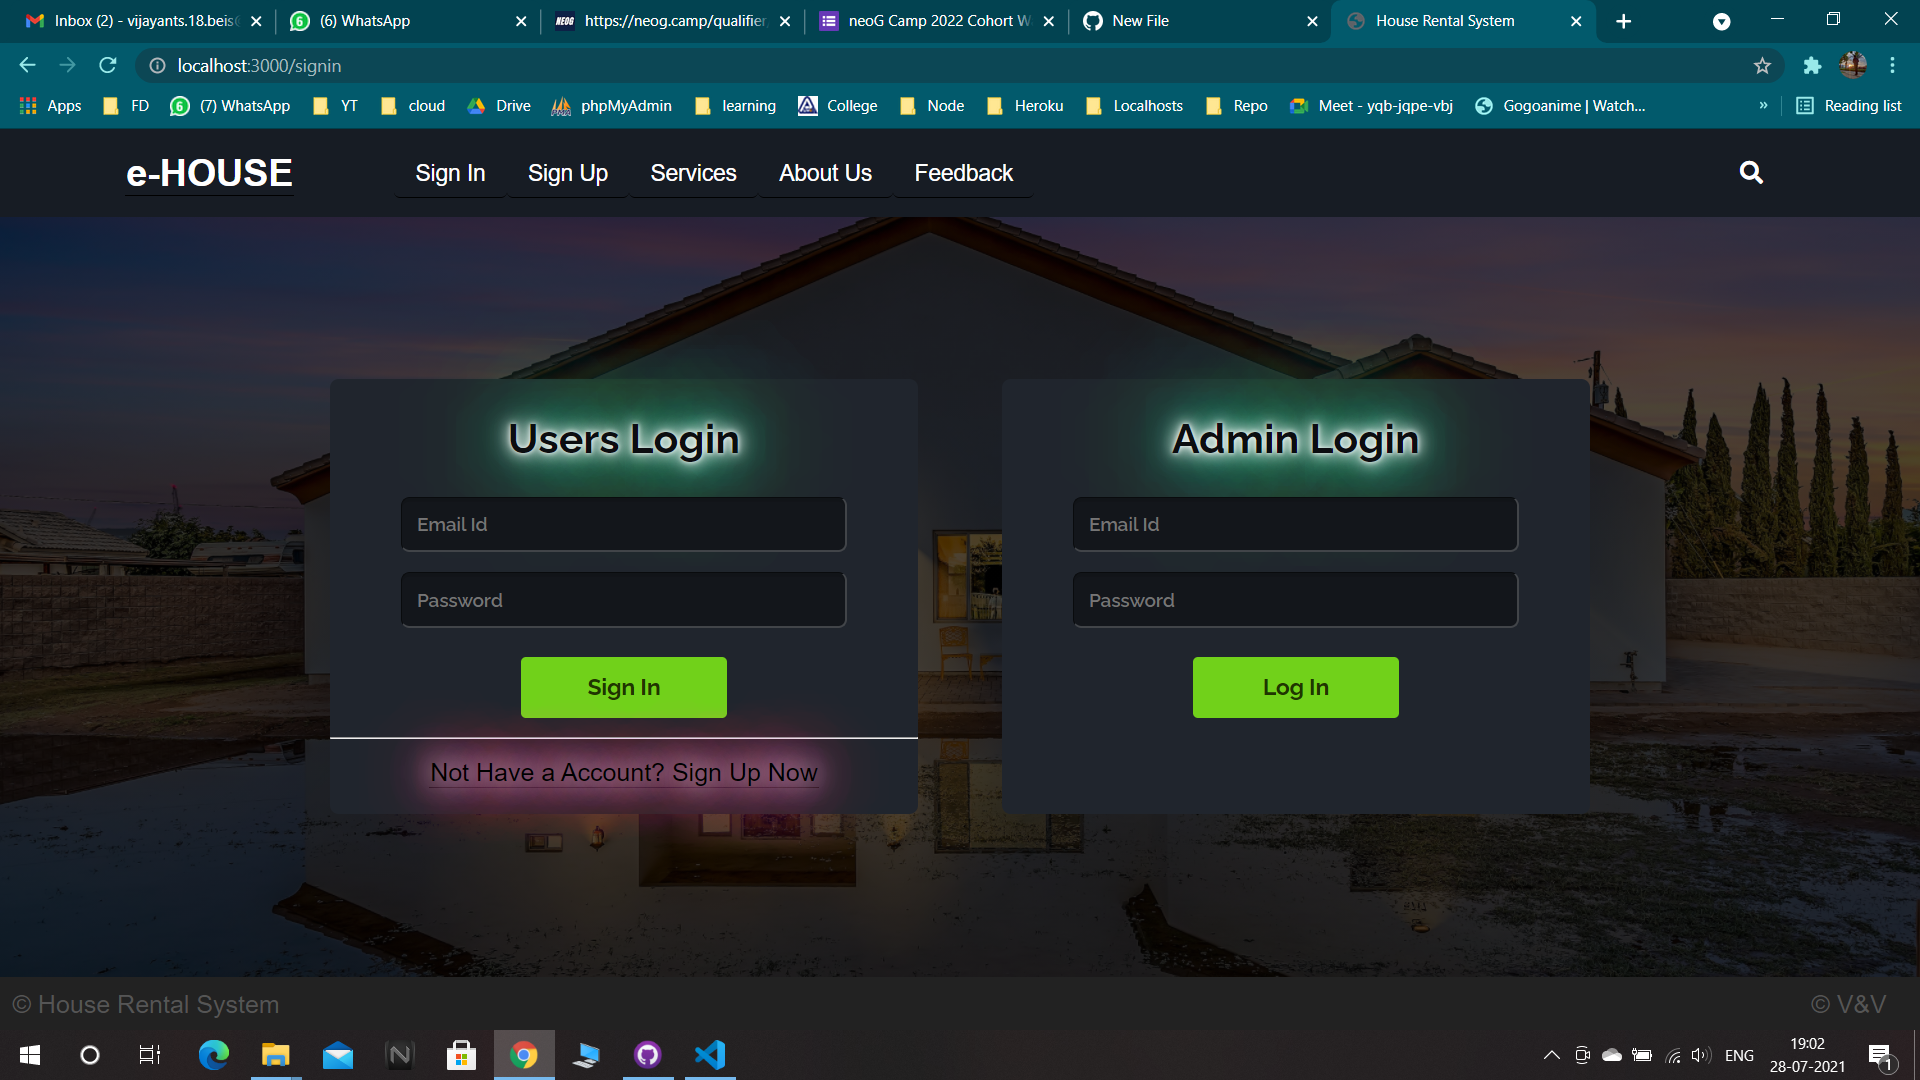 Inbox (2) - vijayants.18.beis@
(6) WhatsApp
https://neog.camp/qualifier,
neoG Camp 2022 Cohort W
New File
House Rental System
localhost:3000/signin
Apps
FD
(7) WhatsApp
YT
cloud
Drive
phpMyAdmin
learning
College
Node
Heroku
Localhosts
Repo
Meet - yqb-jqpe-vbj
Gogoanime | Watch...
»
Reading list
e-HOUSE
Sign In
Sign Up
Services
About Us
Feedback
Users Login
Email Id
Password
Sign In
Not Have a Account? Sign Up Now
Admin Login
Email Id
Password
Log In
© House Rental System
© V&V
ENG
19:02
28-07-2021
1